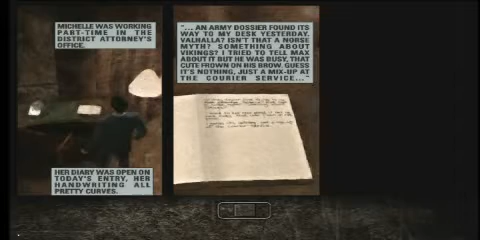 MICHELLE WAS WORKING
PART-TIME IN THE
DISTRICT ATTORNEY'S
OFFICE.
HER DIARY WAS OPEN ON
TODAY'S ENTRY, HER
HANDWRITING ALL
PRETTY CURVES.
"... AN ARMY DOSSIER FOUND ITS
WAY TO MY DESK YESTERDAY.
VALHALLA? ISN'T THAT A NORSE
MYTH? SOMETHING ABOUT
VIKINGS? I TRIED TO TELL MAX
ABOUT IT BUT HE WAS BUSY, THAT
CUTE FROWN ON HIS BROW. GUESS
IT'S NOTHING, JUST A MIX-UP AT
THE COURIER SERVICE..."